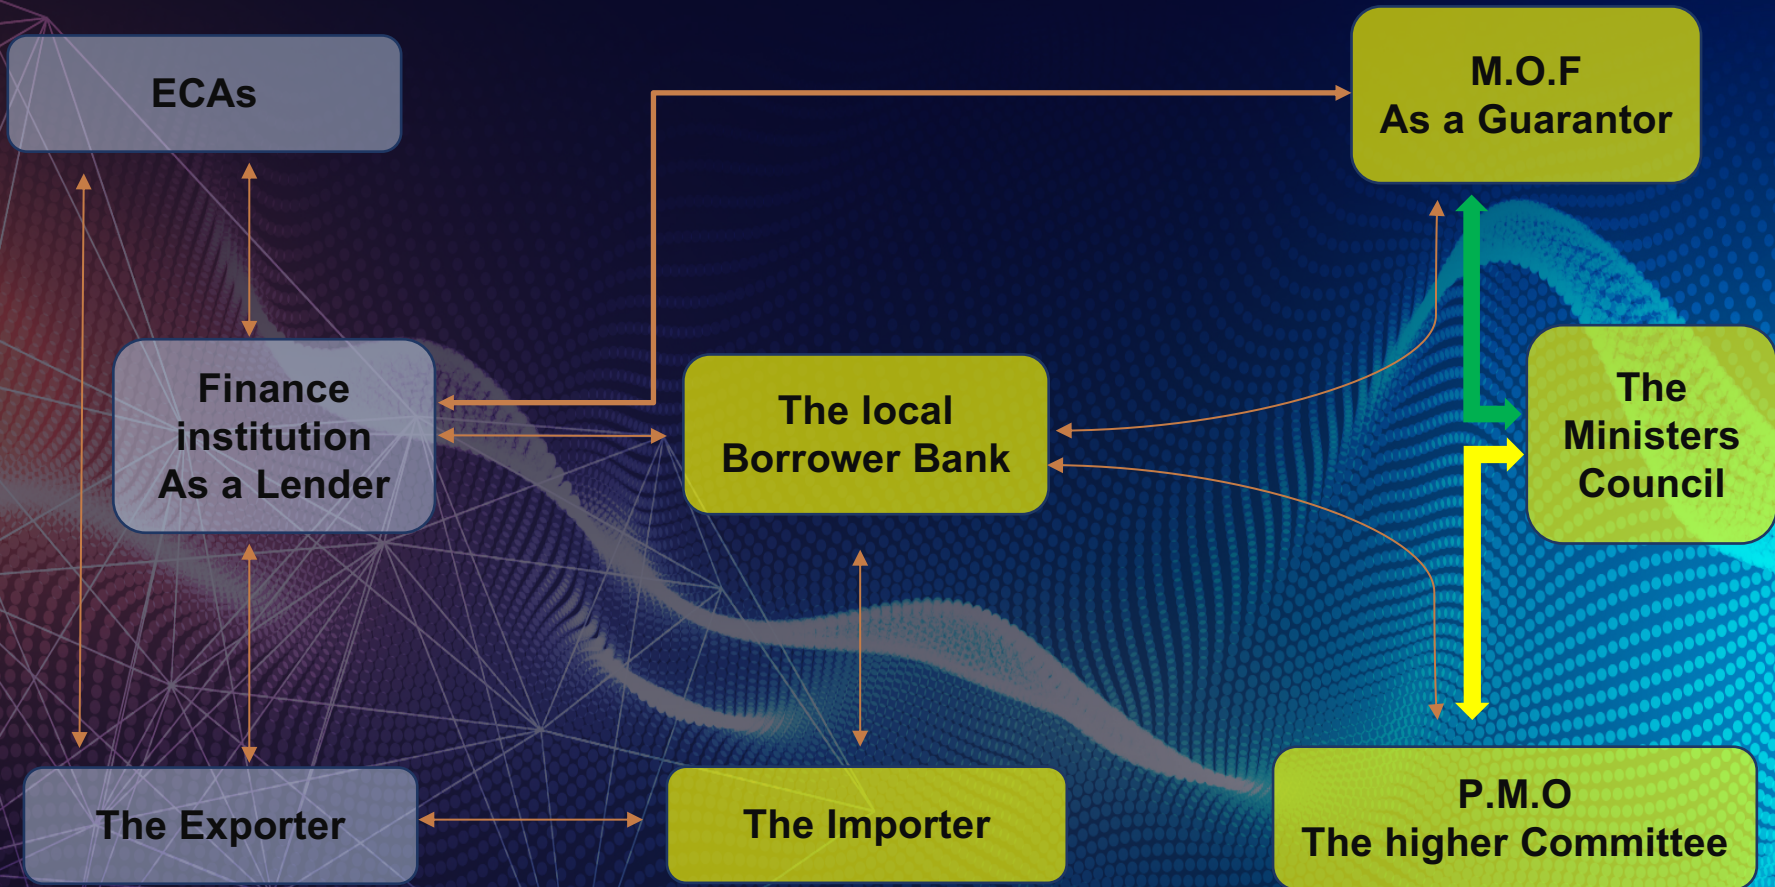 ECAs
M.O.F
As a Guarantor
Finance
institution
As a Lender
The local
Borrower Bank
The
Ministers
Council
The Exporter
The Importer
P.M.O
The higher Committee